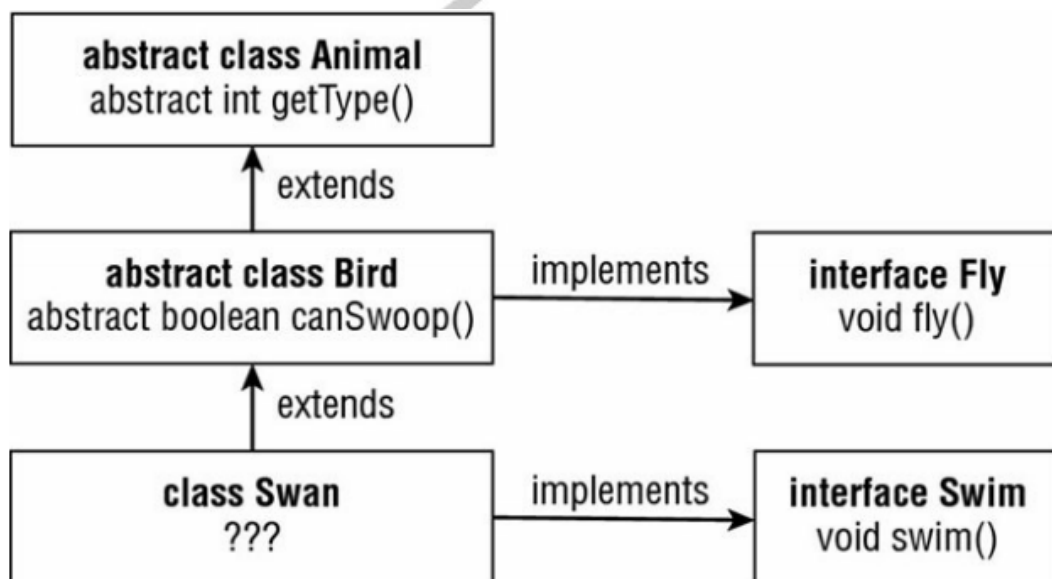 abstract class Animal
abstract int getType()
extends
abstract class Bird
abstract boolean canSwoop()
implements
interface Fly
void fly()
extends
class Swan
???
implements
interface Swim
void swim()